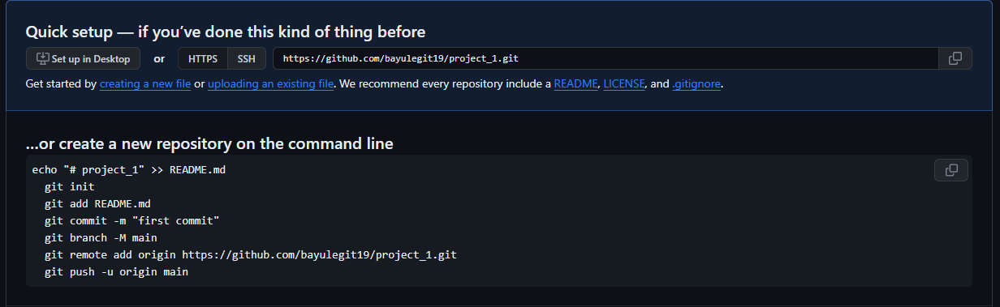 Quick setup — if you’ve done this kind of thing before
Set up in Desktop or HTTPS SSH https://github.com/bayulegit19/project_1.git
Get started by creating a new file or uploading an existing file. We recommend every repository include a README, LICENSE, and .gitignore.
…or create a new repository on the command line
echo "# project_1" >> README.md
git init
git add README.md
git commit -m "first commit"
git branch -M main
git remote add origin https://github.com/bayulegit19/project_1.git
git push -u origin main